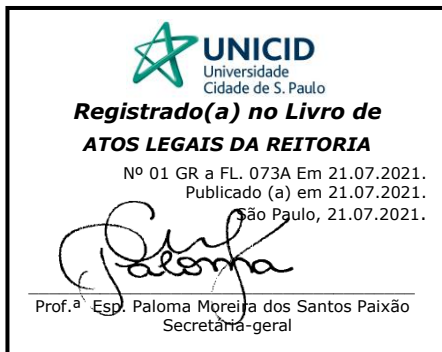 UNICID
Universidade
Cidade de S. Paulo
Registrado(a) no Livro de
ATOS LEGAIS DA REITORIA
Nº 01 GR a FL. 073A Em 21.07.2021.
Publicado (a) em 21.07.2021.
São Paulo, 21.07.2021.
Paloma
Prof.ª Esp. Paloma Moreira dos Santos Paixão
Secretária-geral